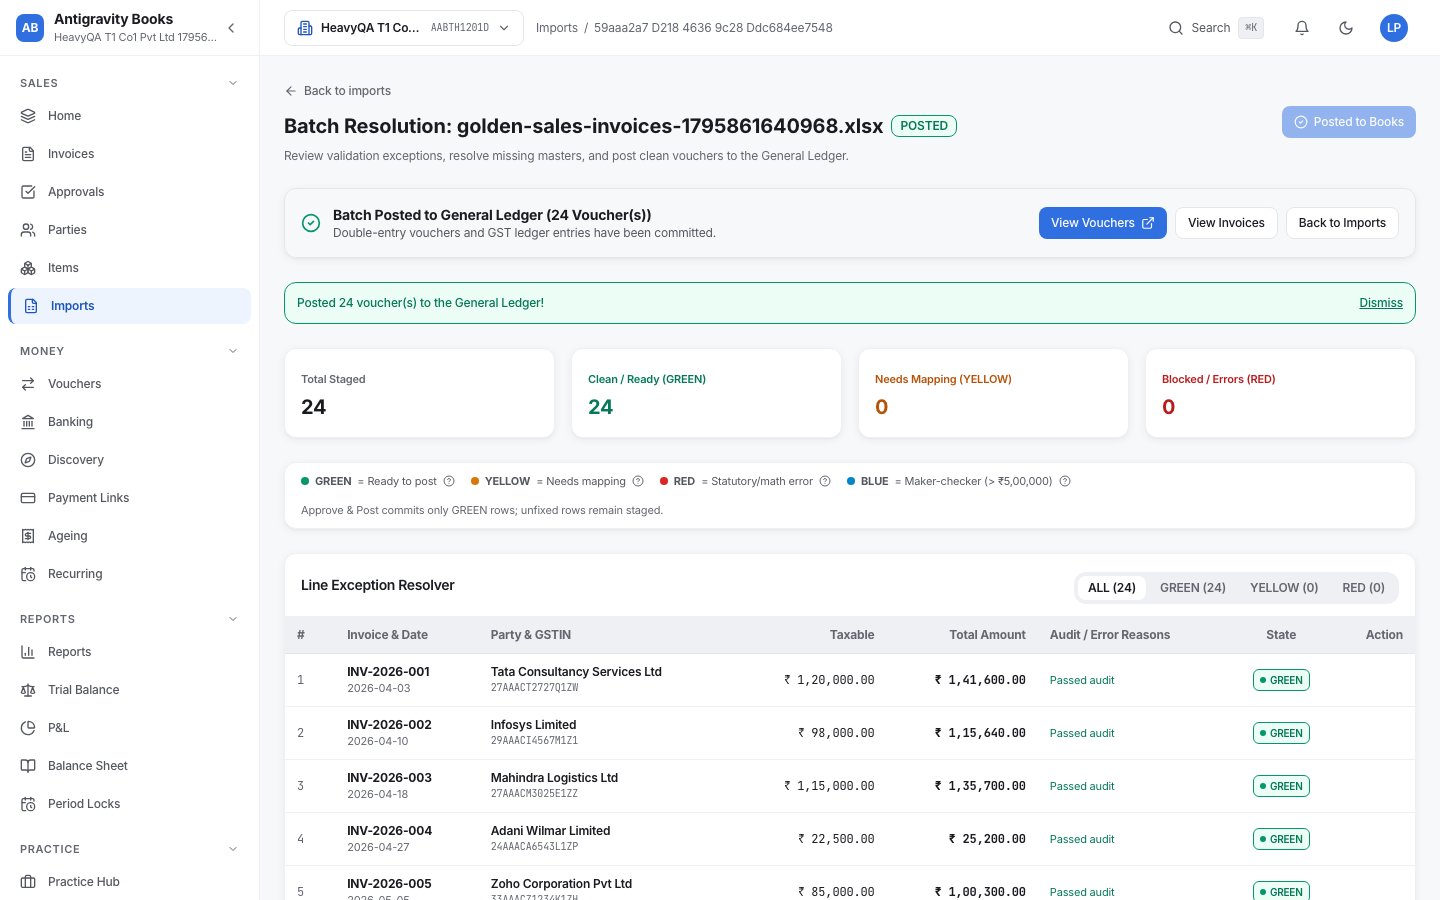 AB
Antigravity Books
HeavyQA T1 Co1 Pvt Ltd 17956...
SALES
Home
Invoices
Approvals
Parties
Items
Imports
MONEY
Vouchers
Banking
Discovery
Payment Links
Ageing
Recurring
REPORTS
Reports
Trial Balance
P&L
Balance Sheet
Period Locks
PRACTICE
Practice Hub
HeavyQA T1 Co... AABTH1201D
Imports / 59aaa2a7 D218 4636 9c28 Ddc684ee7548
Search ⌘K
LP
Back to imports
Batch Resolution: golden-sales-invoices-1795861640968.xlsx POSTED
Posted to Books
Review validation exceptions, resolve missing masters, and post clean vouchers to the General Ledger.
Batch Posted to General Ledger (24 Voucher(s))
Double-entry vouchers and GST ledger entries have been committed.
View Vouchers View Invoices Back to Imports
Posted 24 voucher(s) to the General Ledger! Dismiss
Total Staged
24
Clean / Ready (GREEN)
24
Needs Mapping (YELLOW)
0
Blocked / Errors (RED)
0
GREEN = Ready to post YELLOW = Needs mapping RED = Statutory/math error BLUE = Maker-checker (> ₹5,00,000)
Approve & Post commits only GREEN rows; unfixed rows remain staged.
Line Exception Resolver
ALL (24) GREEN (24) YELLOW (0) RED (0)
# Invoice & Date Party & GSTIN Taxable Total Amount Audit / Error Reasons State Action
1 INV-2026-001 Tata Consultancy Services Ltd ₹ 1,20,000.00 ₹ 1,41,600.00 Passed audit GREEN
2026-04-03 27AAACT2727Q1ZW
2 INV-2026-002 Infosys Limited ₹ 98,000.00 ₹ 1,15,640.00 Passed audit GREEN
2026-04-10 29AAACI4567M1Z1
3 INV-2026-003 Mahindra Logistics Ltd ₹ 1,15,000.00 ₹ 1,35,700.00 Passed audit GREEN
2026-04-18 27AAACM3025E1ZZ
4 INV-2026-004 Adani Wilmar Limited ₹ 22,500.00 ₹ 25,200.00 Passed audit GREEN
2026-04-27 24AAACA6543L1ZP
5 INV-2026-005 Zoho Corporation Pvt Ltd ₹ 85,000.00 ₹ 1,00,300.00 Passed audit GREEN
2026-05-05 33AAACZ1234K1ZH